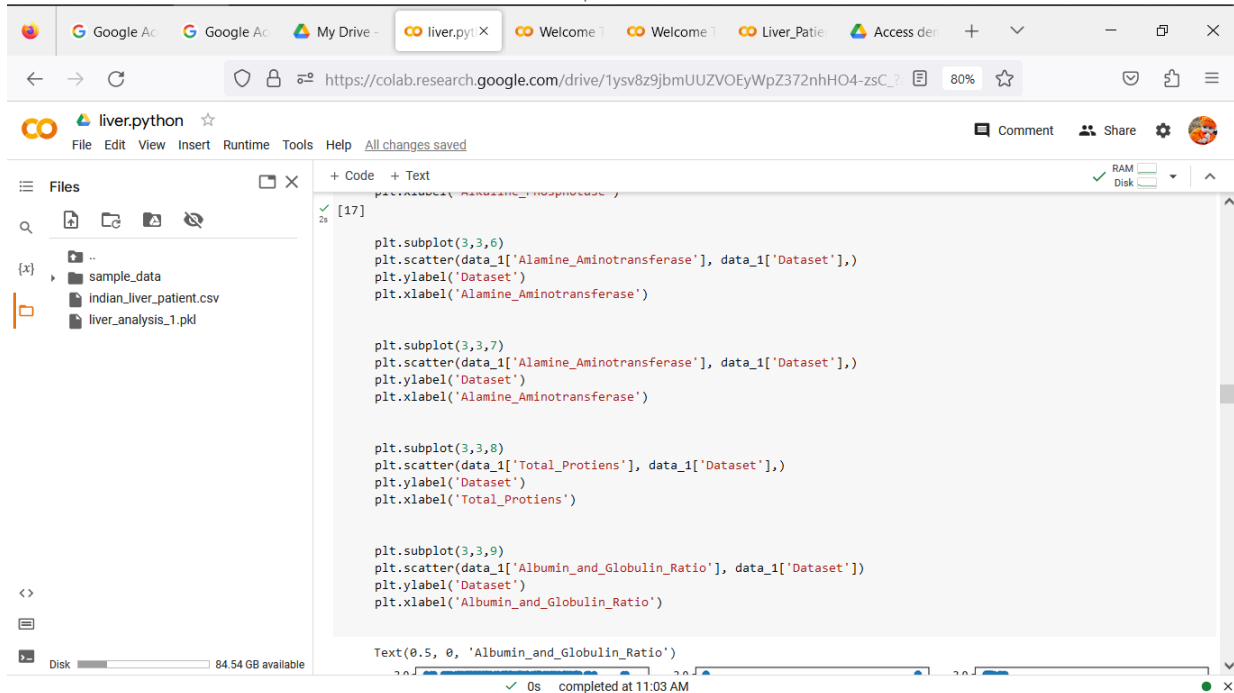 Google Ac
Google Ac
My Drive -
liver.pyt
Welcome T
Welcome T
Liver_Patie
Access den
https://colab.research.google.com/drive/1ysv8z9jbmUUZVOEyWpZ372nhHO4-zsC_?
80%
liver.python
Comment
Share
File Edit View Insert Runtime Tools Help All changes saved
Files
+ Code + Text
RAM
Disk
plt.xlabel('Alkaline_Phosphotase')
[17]
2s
plt.subplot(3,3,6)
plt.scatter(data_1['Alamine_Aminotransferase'], data_1['Dataset'],)
plt.ylabel('Dataset')
plt.xlabel('Alamine_Aminotransferase')
{x}
..
sample_data
indian_liver_patient.csv
liver_analysis_1.pkl
plt.subplot(3,3,7)
plt.scatter(data_1['Alamine_Aminotransferase'], data_1['Dataset'],)
plt.ylabel('Dataset')
plt.xlabel('Alamine_Aminotransferase')
plt.subplot(3,3,8)
plt.scatter(data_1['Total_Protiens'], data_1['Dataset'],)
plt.ylabel('Dataset')
plt.xlabel('Total_Protiens')
plt.subplot(3,3,9)
plt.scatter(data_1['Albumin_and_Globulin_Ratio'], data_1['Dataset'])
plt.ylabel('Dataset')
plt.xlabel('Albumin_and_Globulin_Ratio')
Text(0.5, 0, 'Albumin_and_Globulin_Ratio')
Disk
84.54 GB available
0s completed at 11:03 AM